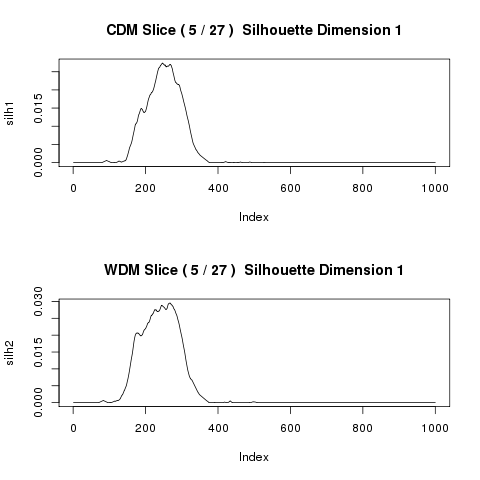 CDM Slice ( 5 / 27 )  Silhouette Dimension 1
silh1
0.015
0.000
0 200 400 600 800 1000
Index
WDM Slice ( 5 / 27 )  Silhouette Dimension 1
silh2
0.030
0.015
0.000
0 200 400 600 800 1000
Index